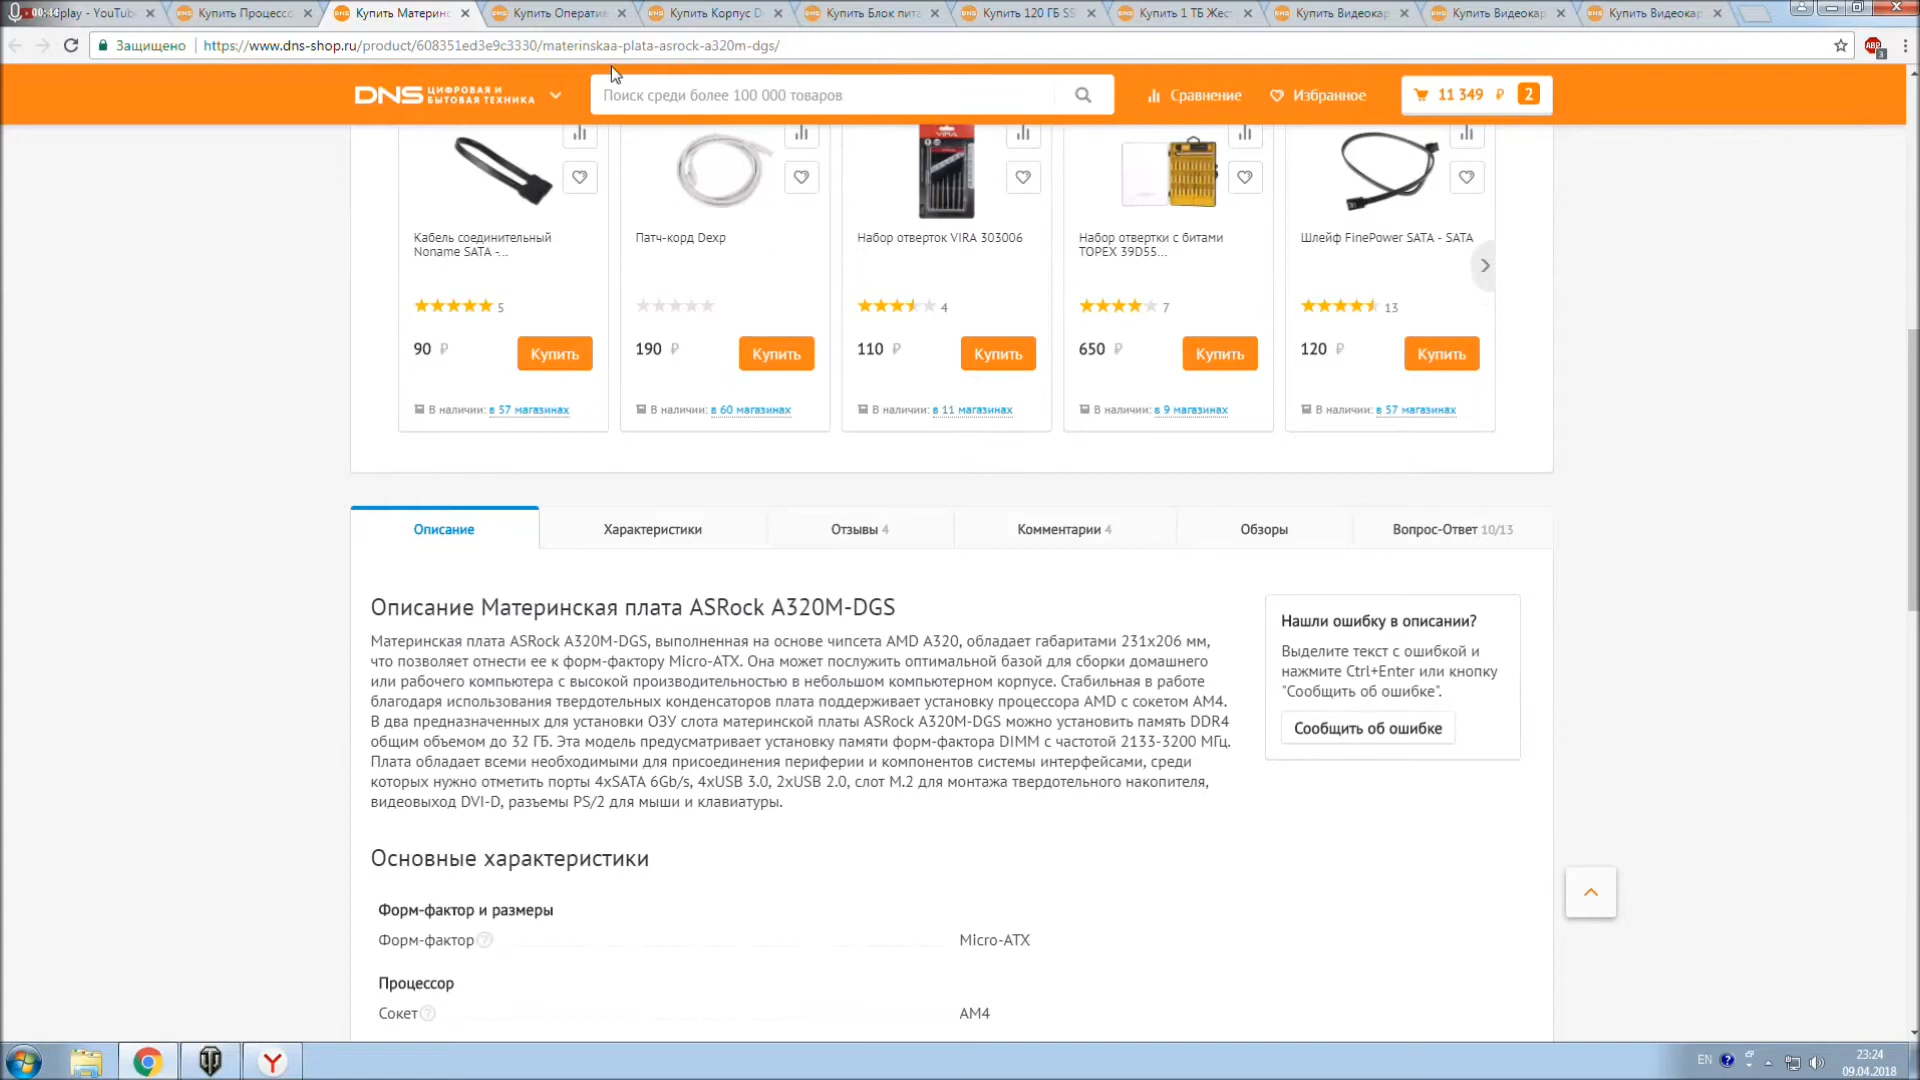 00:44
play - YouTub
Купить Процессо
Купить Материнс
Купить Оператив
Купить Корпус D
Купить Блок пита
Купить 120 ГБ SS
Купить 1 ТБ Жест
Купить Видеокар
Купить Видеокар
Купить Видеокар
Защищено
https://www.dns-shop.ru/product/608351ed3e9c3330/materinskaa-plata-asrock-a320m-dgs/
ABP
3
DNS ЦИФРОВАЯ И
БЫТОВАЯ ТЕХНИКА
Поиск среди более 100 000 товаров
Сравнение
Избранное
11 349 ₽ 2
Кабель соединительный
Noname SATA -...
Патч-корд Dexp
Набор отверток VIRA 303006
Набор отвертки с битами
TOPEX 39D55...
Шлейф FinePower SATA - SATA
5
4
7
13
90 ₽
Купить
190 ₽
Купить
110 ₽
Купить
650 ₽
Купить
120 ₽
Купить
В наличии: в 57 магазинах
В наличии: в 60 магазинах
В наличии: в 11 магазинах
В наличии: в 9 магазинах
В наличии: в 57 магазинах
Описание
Характеристики
Отзывы 4
Комментарии 4
Обзоры
Вопрос-Ответ 10/13
Описание Материнская плата ASRock A320M-DGS
Материнская плата ASRock A320M-DGS, выполненная на основе чипсета AMD A320, обладает габаритами 231x206 мм,
что позволяет отнести ее к форм-фактору Micro-ATX. Она может послужить оптимальной базой для сборки домашнего
или рабочего компьютера с высокой производительностью в небольшом компьютерном корпусе. Стабильная в работе
благодаря использования твердотельных конденсаторов плата поддерживает установку процессора AMD с сокетом AM4.
В два предназначенных для установки ОЗУ слота материнской платы ASRock A320M-DGS можно установить память DDR4
общим объемом до 32 ГБ. Эта модель предусматривает установку памяти форм-фактора DIMM с частотой 2133-3200 МГц.
Плата обладает всеми необходимыми для присоединения периферии и компонентов системы интерфейсами, среди
которых нужно отметить порты 4xSATA 6Gb/s, 4xUSB 3.0, 2xUSB 2.0, слот M.2 для монтажа твердотельного накопителя,
видеовыход DVI-D, разъемы PS/2 для мыши и клавиатуры.
Нашли ошибку в описании?
Выделите текст с ошибкой и
нажмите Ctrl+Enter или кнопку
"Сообщить об ошибке".
Сообщить об ошибке
Основные характеристики
Форм-фактор и размеры
Форм-фактор ?
Micro-ATX
Процессор
Сокет ?
AM4
EN
23:24
09.04.2018